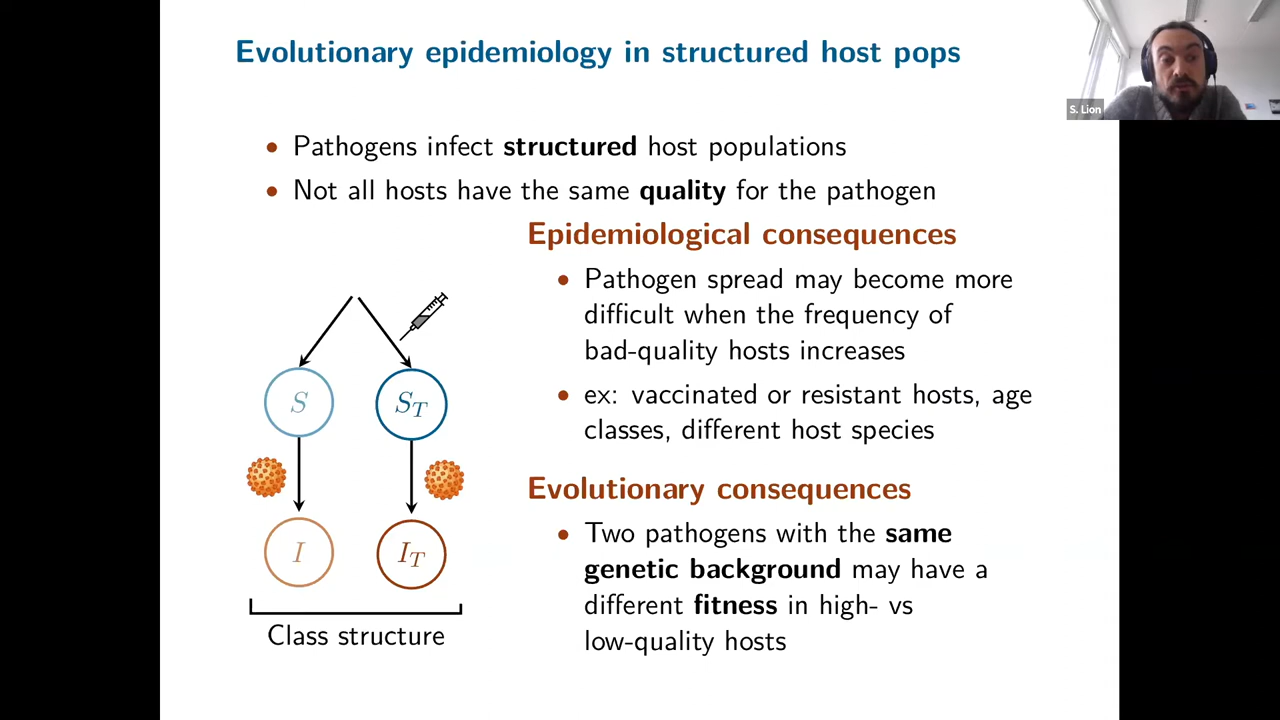 Evolutionary epidemiology in structured host pops
S. Lion
• Pathogens infect structured host populations
• Not all hosts have the same quality for the pathogen
Epidemiological consequences
• Pathogen spread may become more
difficult when the frequency of
bad-quality hosts increases
• ex: vaccinated or resistant hosts, age
classes, different host species
Evolutionary consequences
• Two pathogens with the same
genetic background may have a
different fitness in high- vs
low-quality hosts
S
S_T
I
I_T
Class structure